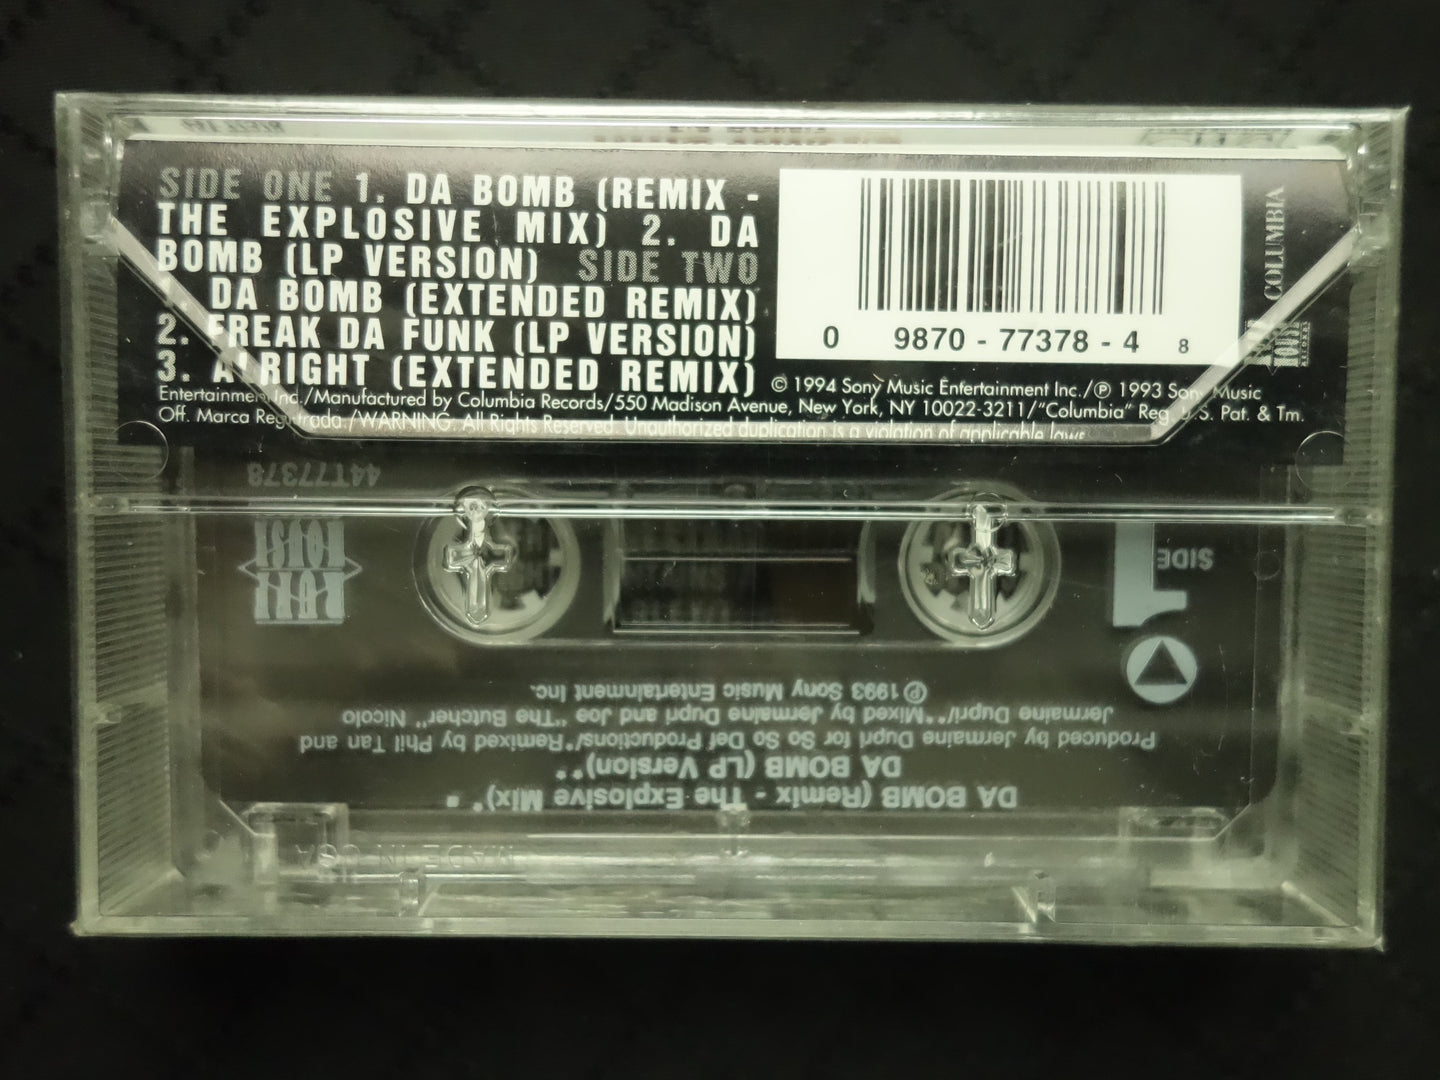 SIDE ONE 1. DA BOMB (REMIX -
THE EXPLOSIVE MIX) 2. DA
BOMB (LP VERSION) SIDE TWO
1. DA BOMB (EXTENDED REMIX)
2. FREAK DA FUNK (LP VERSION)
3. ALRIGHT (EXTENDED REMIX)
© 1994 Sony Music Entertainment Inc./℗ 1993 Sony Music
Entertainment Inc./Manufactured by Columbia Records/550 Madison Avenue, New York, NY 10022-3211/"Columbia" Reg. U.S. Pat. & Tm.
Off. Marca Registrada./WARNING: All Rights Reserved. Unauthorized duplication is a violation of applicable laws.
0 9870 - 77378 - 4 8
COLUMBIA
44T77378
SIDE
1
℗ 1993 Sony Music Entertainment Inc.
DA BOMB (Remix - The Explosive Mix)*
DA BOMB (LP Version)**
Produced by Jermaine Dupri for So So Def Productions/*Remixed by Phil Tan and
Jermaine Dupri/**Mixed by Jermaine Dupri and Joe "The Butcher" Nicolo
MADE IN USA